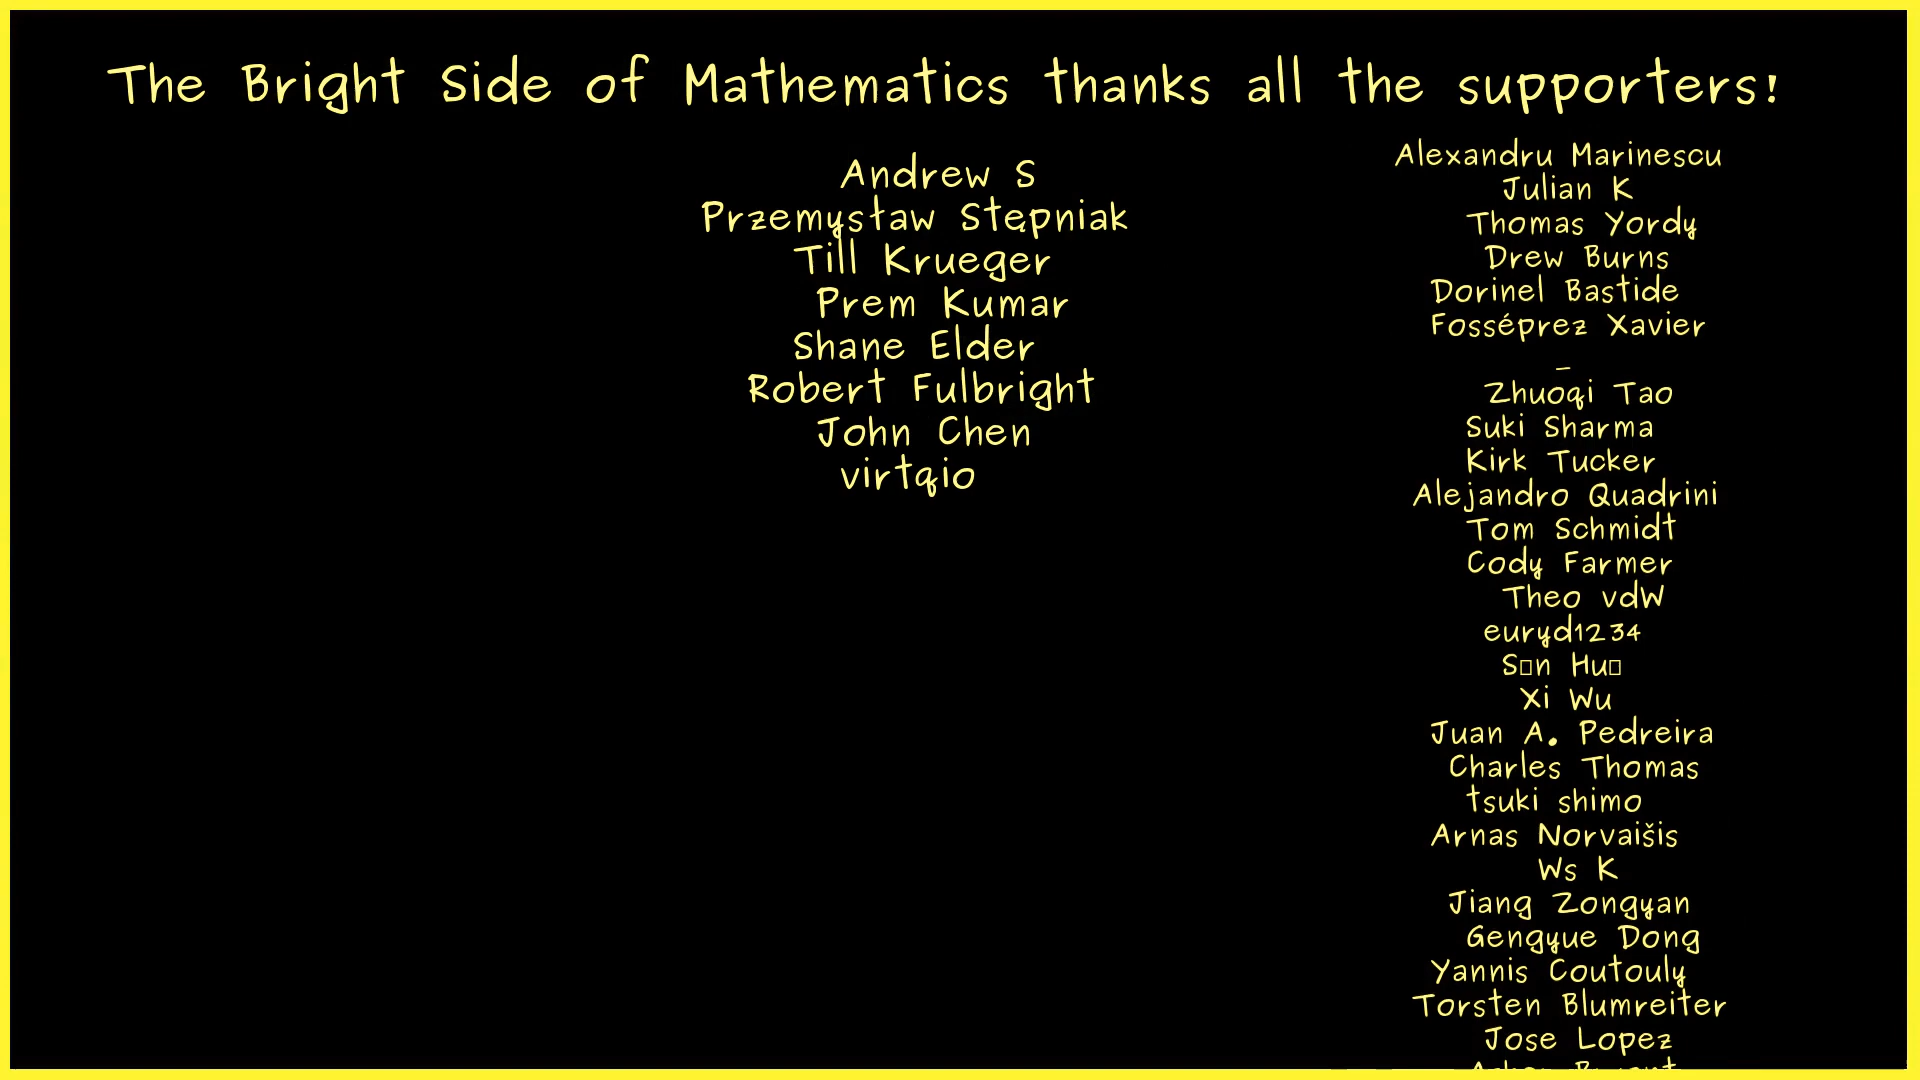 The Bright Side of Mathematics thanks all the supporters!
Andrew S
Przemysław Stępniak
Till Krueger
Prem Kumar
Shane Elder
Robert Fulbright
John Chen
virtqio
Alexandru Marinescu
Julian K
Thomas Yordy
Drew Burns
Dorinel Bastide
Fosséprez Xavier
_
Zhuoqi Tao
Suki Sharma
Kirk Tucker
Alejandro Quadrini
Tom Schmidt
Cody Farmer
Theo vdW
euryd1234
S□n Hu□
Xi Wu
Juan A. Pedreira
Charles Thomas
tsuki shimo
Arnas Norvaišis
Ws K
Jiang Zongyan
Gengyue Dong
Yannis Coutouly
Torsten Blumreiter
Jose Lopez